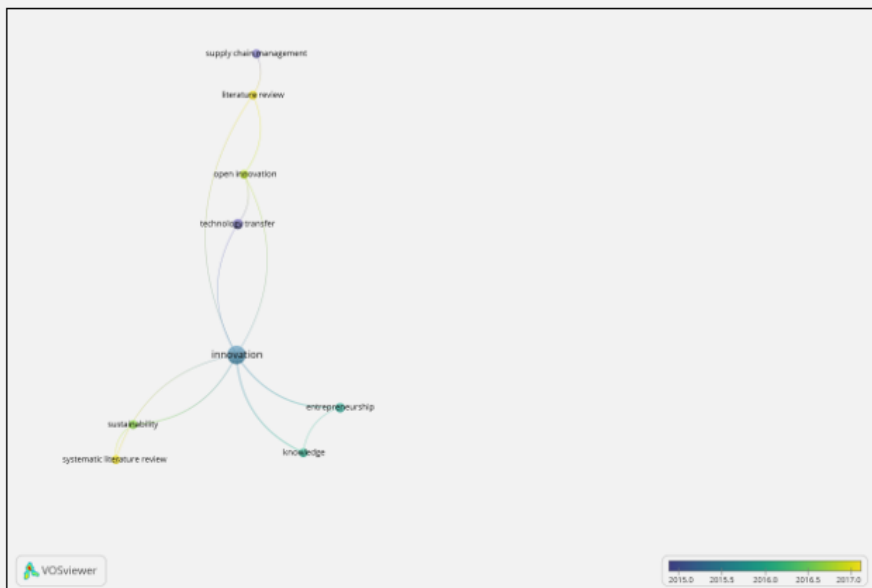 supply chain management
literature review
open innovation
technology transfer
innovation
entrepreneurship
sustainability
knowledge
systematic literature review
VOSviewer
2015.0 2015.5 2016.0 2016.5 2017.0